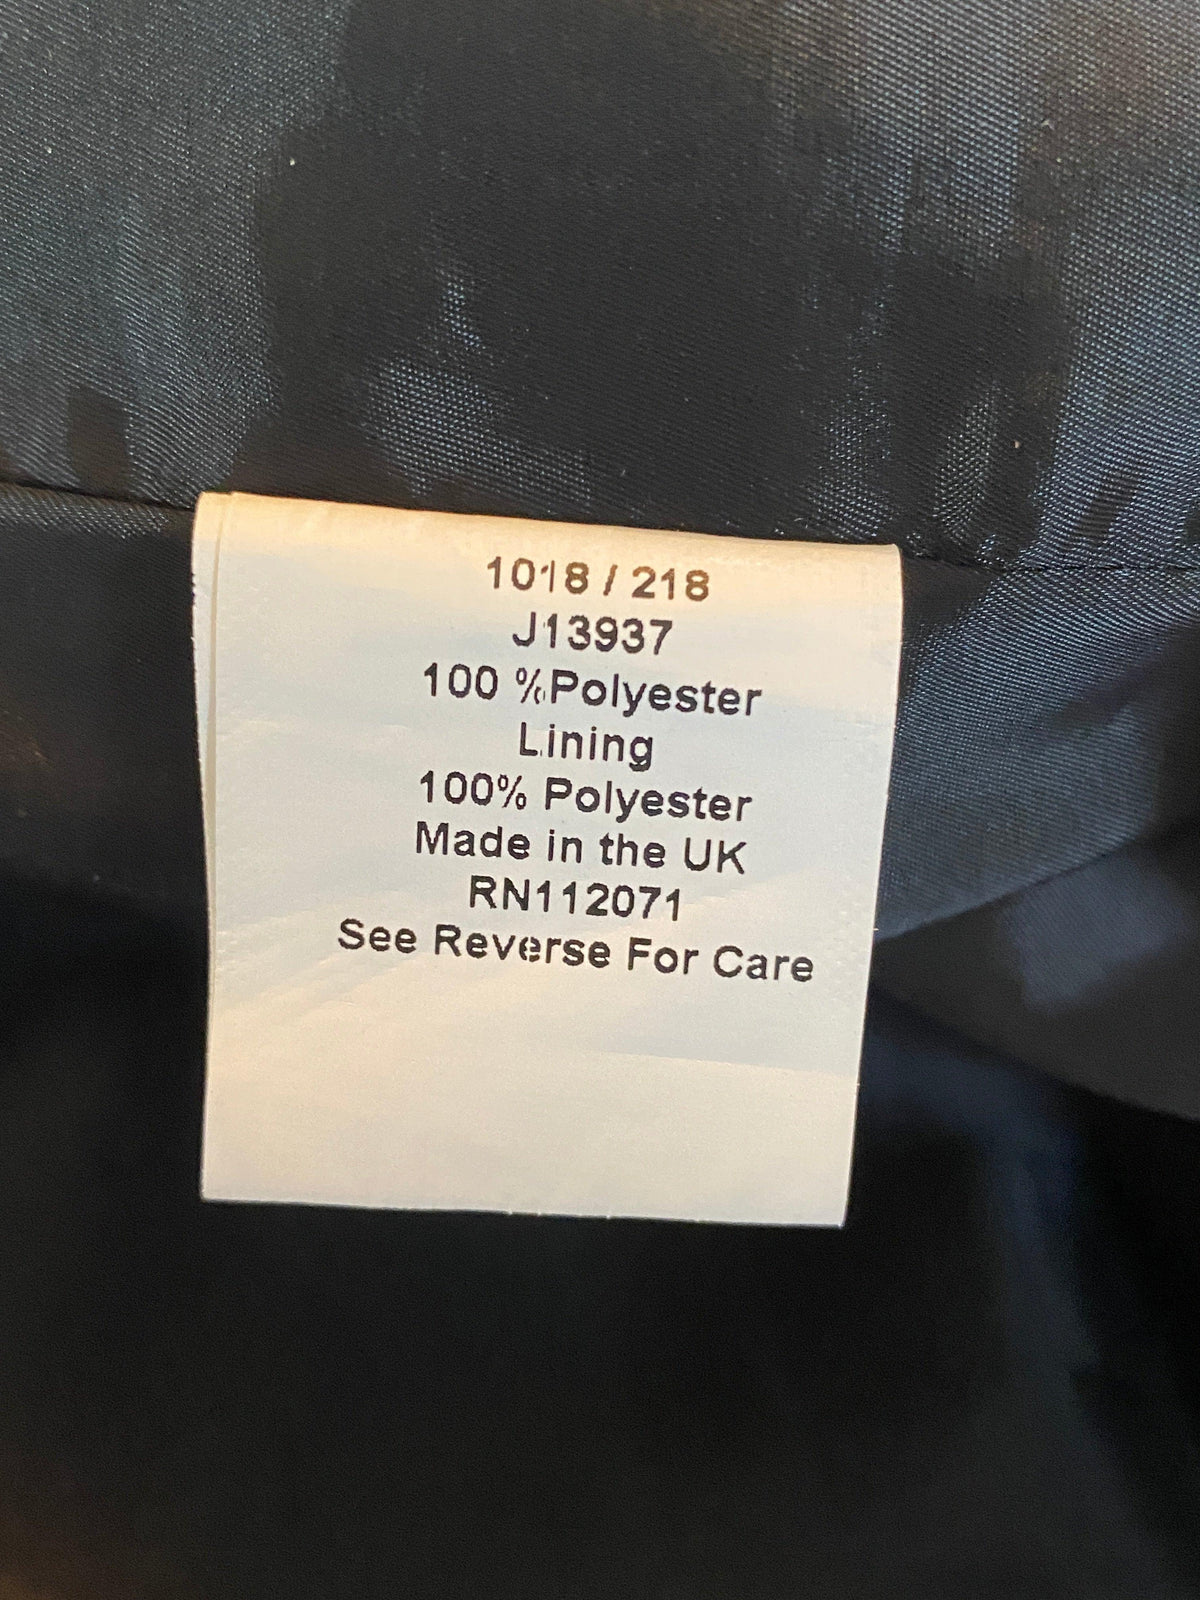 1018 / 218
J13937
100 %Polyester
Lining
100% Polyester
Made in the UK
RN112071
See Reverse For Care